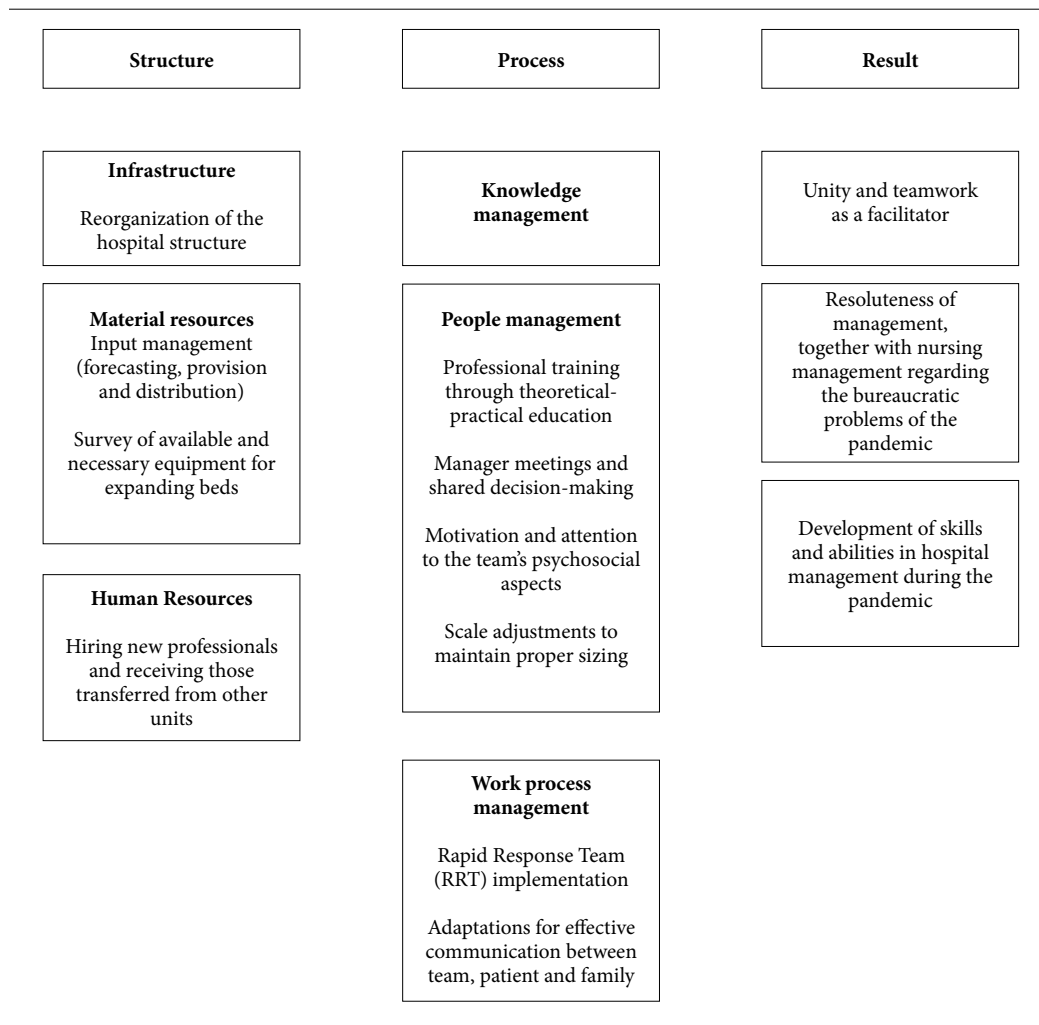 Structure
Infrastructure
Reorganization of the
hospital structure
Material resources
Input management
(forecasting, provision
and distribution)
Survey of available and
necessary equipment for
expanding beds
Human Resources
Hiring new professionals
and receiving those
transferred from other
units
Process
Knowledge
management
People management
Professional training
through theoretical-
practical education
Manager meetings and
shared decision-making
Motivation and attention
to the team’s psychosocial
aspects
Scale adjustments to
maintain proper sizing
Work process
management
Rapid Response Team
(RRT) implementation
Adaptations for effective
communication between
team, patient and family
Result
Unity and teamwork
as a facilitator
Resoluteness of
management,
together with nursing
management regarding
the bureaucratic
problems of the
pandemic
Development of skills
and abilities in hospital
management during the
pandemic